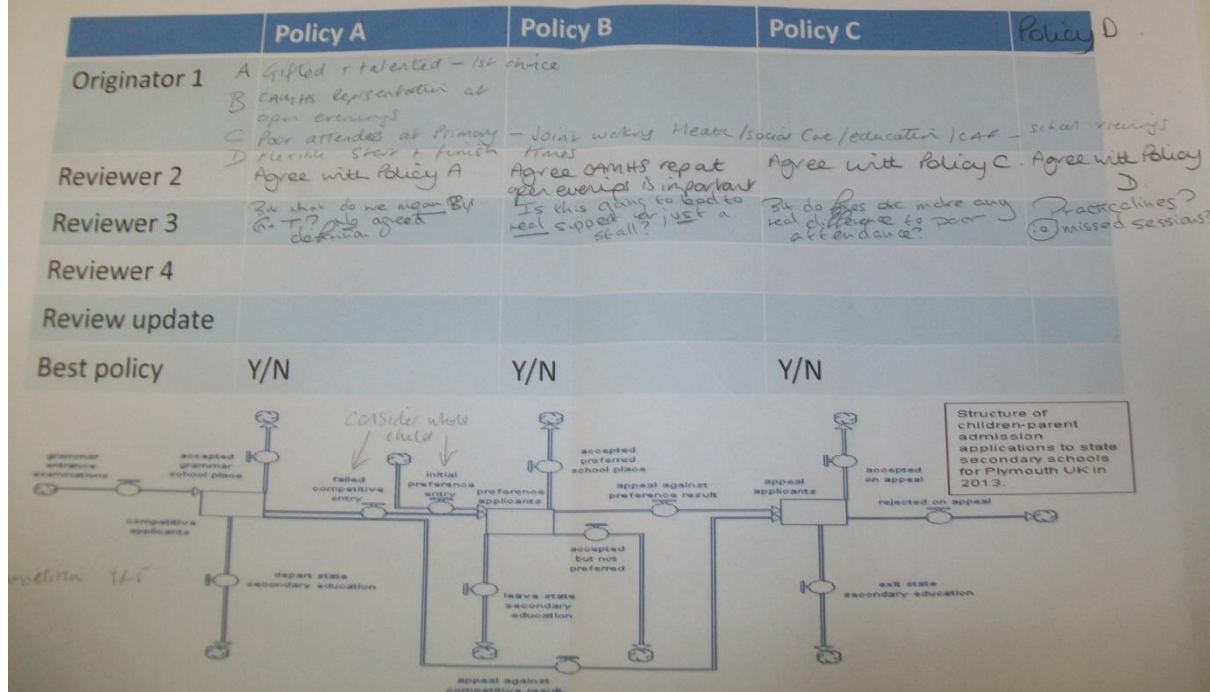 Policy A Policy B Policy C Policy D
Originator 1
A Gifted + talented - 1st choice
B CAMHS representation at
open evenings
C Poor attenders at Primary - Joint working Health/Social Care/education/CAF - school viewings
D Flexible Start + finish times
Reviewer 2
Agree with Policy A
Agree CAMHS rep at
open evenings is important
Agree with Policy C.
Agree with Policy
D.
Reviewer 3
But what do we mean By
G+T? No agreed
definition
Is this going to lead to
real support or just a
stall?
But do fines etc make any
real difference to poor
attendance?
Practicalities?
missed sessions?
Reviewer 4
Review update
Best policy Y/N Y/N Y/N
consider whole
child
Structure of
children-parent
admission
applications to state
secondary schools
for Plymouth UK in
2013.
grammar
entrance
examinations
accepted
grammar
school place
failed
competitive
entry
initial
preference
entry
preference
applicants
accepted
preferred
school place
appeal against
preference result
appeal
applicants
accepted
on appeal
rejected on appeal
competitive
applicants
accepted
but not
preferred
depart state
secondary education
leave state
secondary
education
exit state
secondary education
appeal against
competitive result